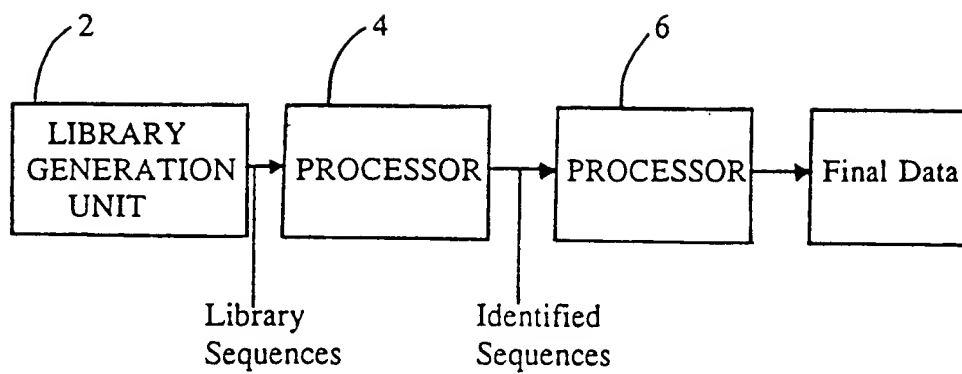 2
4
6
LIBRARY
GENERATION
UNIT
PROCESSOR
PROCESSOR
Final Data
Library
Sequences
Identified
Sequences